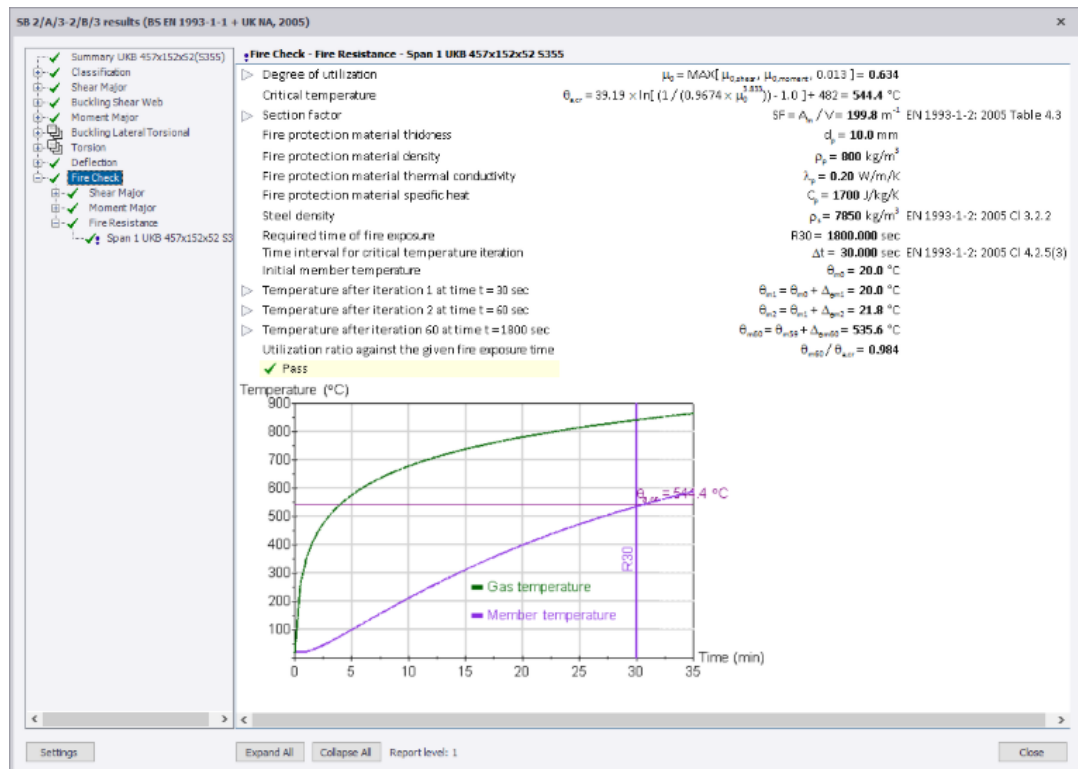 SB 2/A/3-2/B/3 results (BS EN 1993-1-1 + UK NA, 2005)
Summary UKB 457x152x52(S355)
Classification
Shear Major
Buckling Shear Web
Moment Major
Buckling Lateral Torsional
Torsion
Deflection
Fire Check
Shear Major
Moment Major
Fire Resistance
Span 1 UKB 457x152x52 S3
Fire Check - Fire Resistance - Span 1 UKB 457x152x52 S355
Degree of utilization μ0 = MAX[ μ0,shear, μ0,moment, 0.013 ] = 0.634
Critical temperature θa,cr = 39.19 × ln[ (1 / (0.9674 × μ0^3.833)) - 1.0 ]+ 482 = 544.4 °C
Section factor SF = Am / V= 199.8 m-1 EN 1993-1-2: 2005 Table 4.3
Fire protection material thickness dp = 10.0 mm
Fire protection material density ρp = 800 kg/m3
Fire protection material thermal conductivity λp = 0.20 W/m/K
Fire protection material specific heat Cp = 1700 J/kg/K
Steel density ρs = 7850 kg/m3 EN 1993-1-2: 2005 Cl 3.2.2
Required time of fire exposure R30 = 1800.000 sec
Time interval for critical temperature iteration Δt = 30.000 sec EN 1993-1-2: 2005 Cl 4.2.5(3)
Initial member temperature θm0 = 20.0 °C
Temperature after iteration 1 at time t = 30 sec θm1 = θm0 + Δθm1 = 20.0 °C
Temperature after iteration 2 at time t = 60 sec θm2 = θm1 + Δθm2 = 21.8 °C
Temperature after iteration 60 at time t = 1800 sec θm60 = θm59 + Δθm60 = 535.6 °C
Utilization ratio against the given fire exposure time θm60 / θa,cr = 0.984
Pass
Temperature (°C)
900
800
700
600
500
400
300
200
100
θa,cr = 544.4 °C
R30
Gas temperature
Member temperature
0 5 10 15 20 25 30 35
Time (min)
Settings
Expand All
Collapse All
Report level: 1
Close